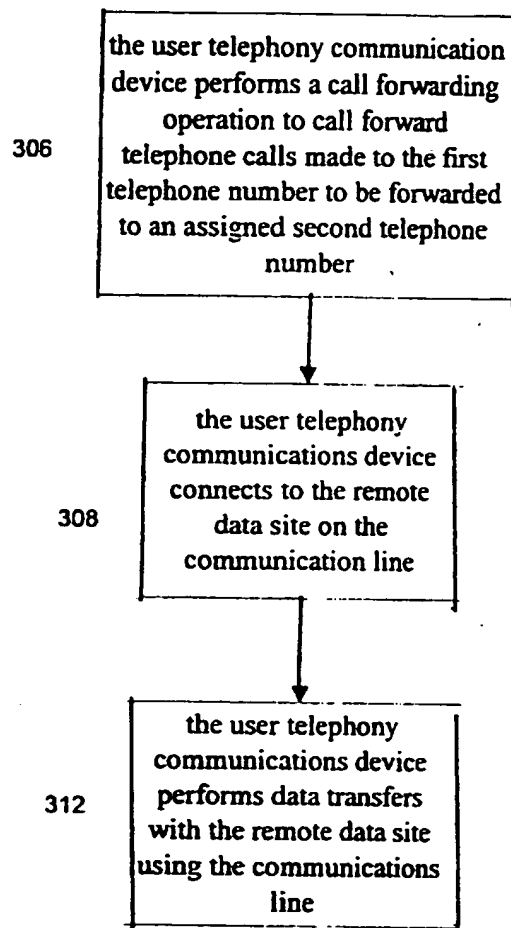 the user telephony communication
device performs a call forwarding
operation to call forward
306
telephone calls made to the first
telephone number to be forwarded
to an assigned second telephone
number
the user telephony
communications device
connects to the remote
308
data site on the
communication line
the user telephony
communications device
performs data transfers
312
with the remote data site
using the communications
line